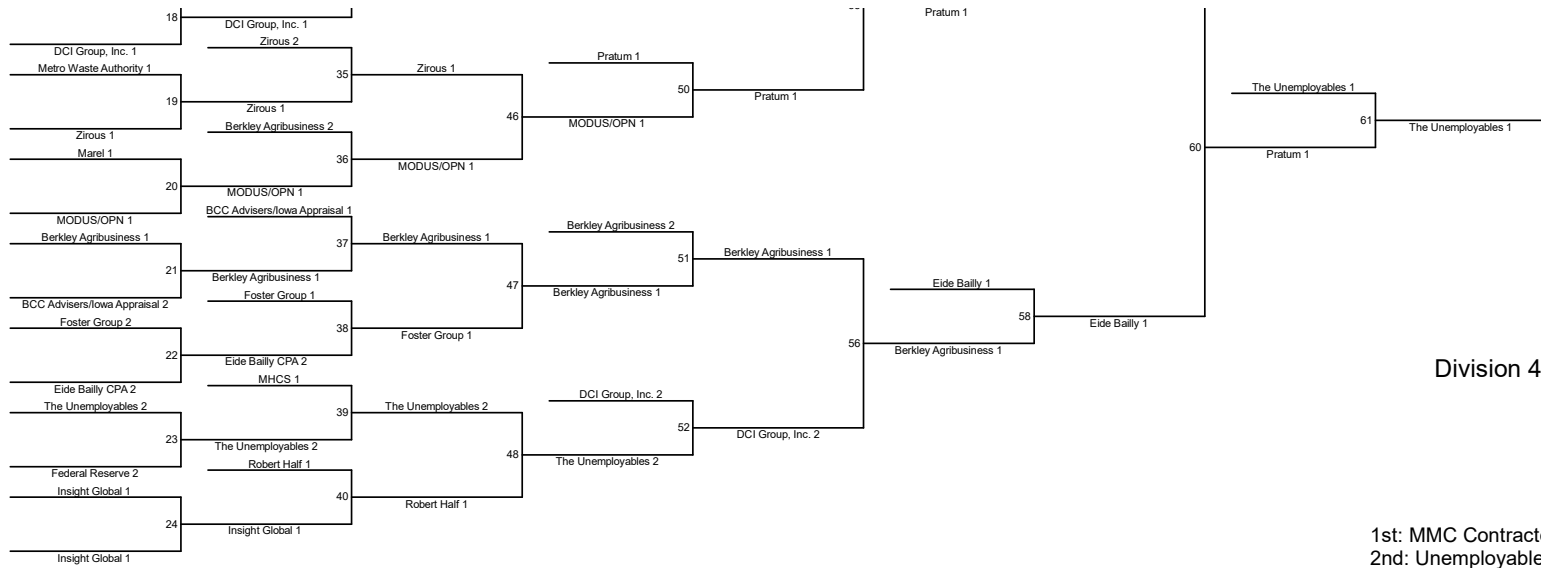 Pratum 1
18
DCI Group, Inc. 1
DCI Group, Inc. 1
Zirous 2
Metro Waste Authority 1
35
Zirous 1
Pratum 1
50
Pratum 1
The Unemployables 1
19
Zirous 1
46
MODUS/OPN 1
61
The Unemployables 1
Zirous 1
Berkley Agribusiness 2
Marel 1
36
MODUS/OPN 1
60
Pratum 1
20
MODUS/OPN 1
MODUS/OPN 1
BCC Advisers/Iowa Appraisal 1
Berkley Agribusiness 1
37
Berkley Agribusiness 1
Berkley Agribusiness 2
51
Berkley Agribusiness 1
21
Berkley Agribusiness 1
47
Berkley Agribusiness 1
Eide Bailly 1
BCC Advisers/Iowa Appraisal 2
Foster Group 1
Foster Group 2
38
Foster Group 1
58
Eide Bailly 1
22
Eide Bailly CPA 2
56
Berkley Agribusiness 1
Eide Bailly CPA 2
MHCS 1
Division 4
The Unemployables 2
39
The Unemployables 2
DCI Group, Inc. 2
52
DCI Group, Inc. 2
23
The Unemployables 2
48
The Unemployables 2
Federal Reserve 2
Robert Half 1
Insight Global 1
40
Robert Half 1
24
Insight Global 1
Insight Global 1
1st: MMC Contracto
2nd: Unemployable